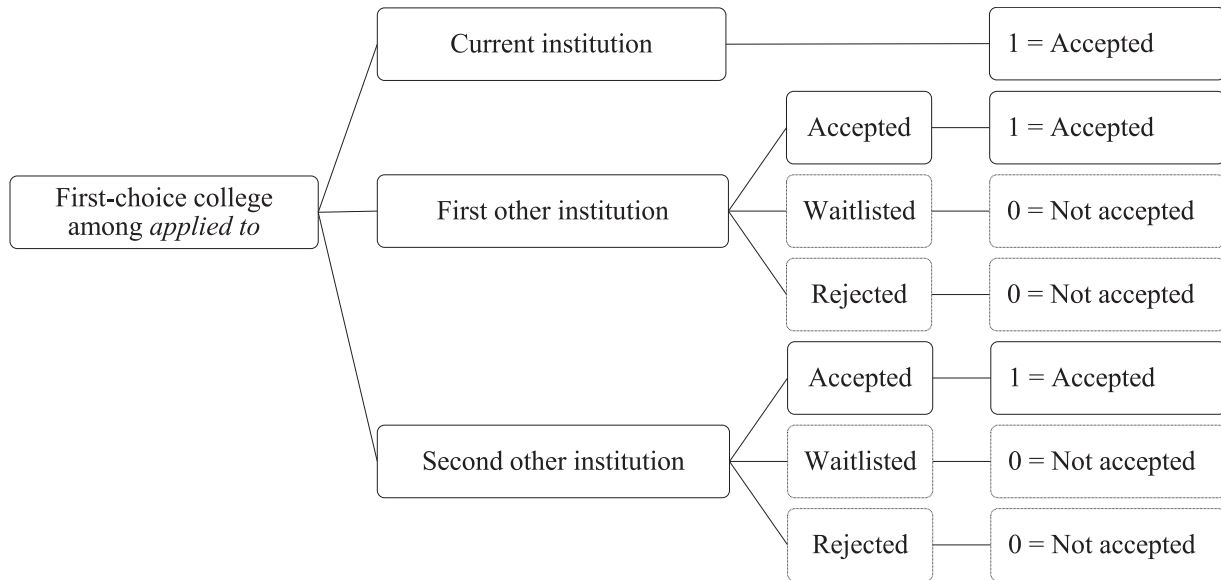 First-choice college
among applied to
Current institution
1 = Accepted
First other institution
Accepted
1 = Accepted
Waitlisted
0 = Not accepted
Rejected
0 = Not accepted
Second other institution
Accepted
1 = Accepted
Waitlisted
0 = Not accepted
Rejected
0 = Not accepted